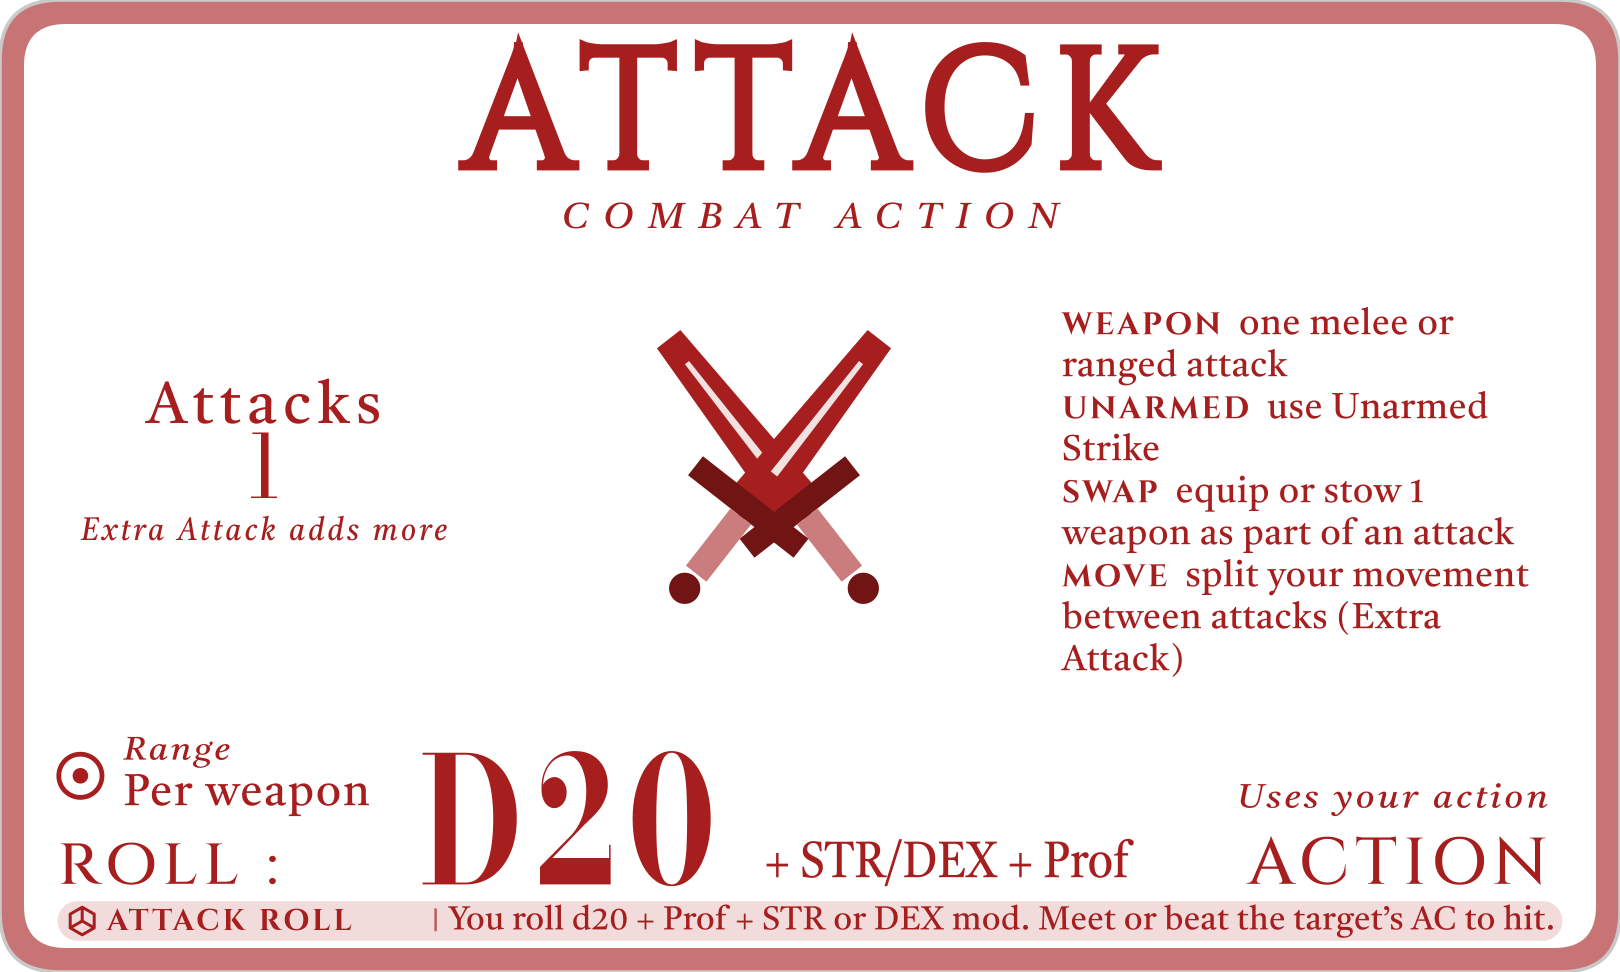 ATTACK
COMBAT ACTION
Attacks
1
Extra Attack adds more
WEAPON one melee or
ranged attack
UNARMED use Unarmed
Strike
SWAP equip or stow 1
weapon as part of an attack
MOVE split your movement
between attacks (Extra
Attack)
Range
Per weapon
ROLL :
D20
+ STR/DEX + Prof
Uses your action
ACTION
ATTACK ROLL | You roll d20 + Prof + STR or DEX mod. Meet or beat the target’s AC to hit.